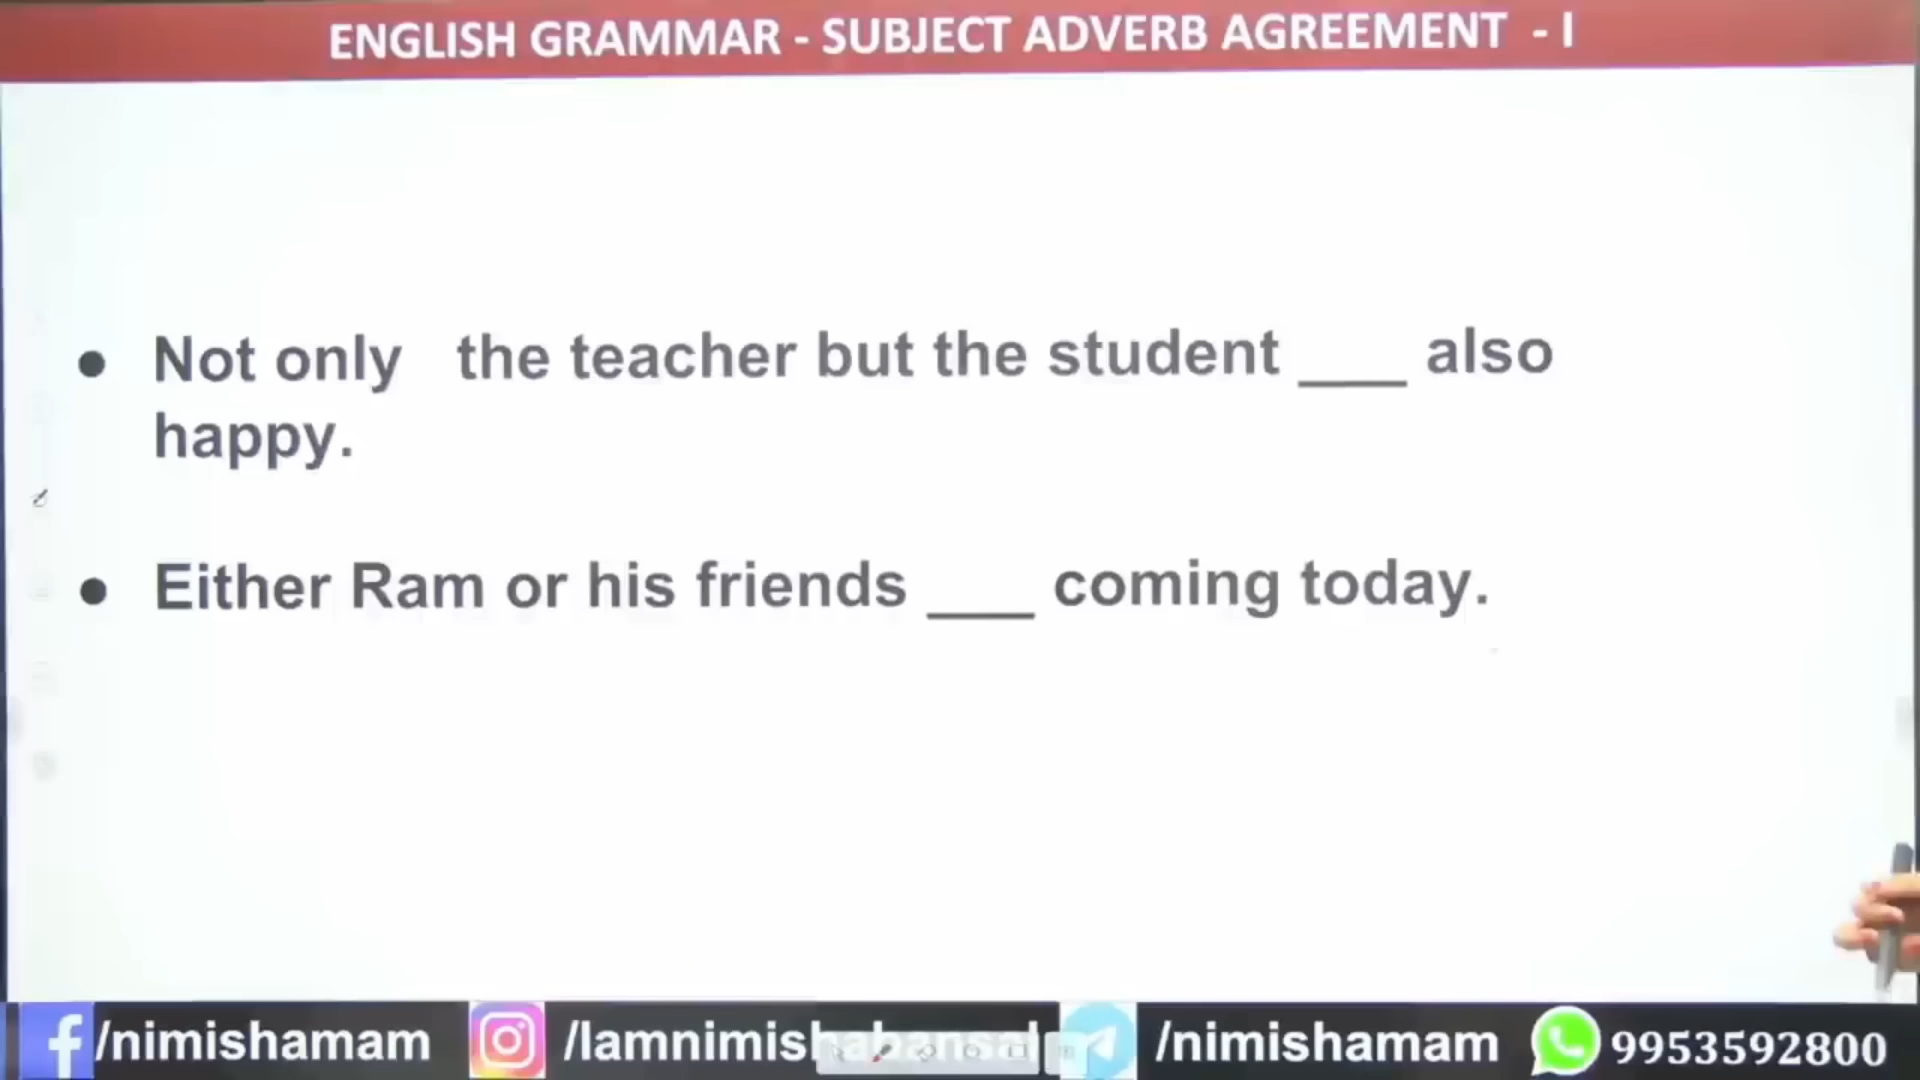 ENGLISH GRAMMAR - SUBJECT ADVERB AGREEMENT - I
● Not only the teacher but the student ___ also
happy.
● Either Ram or his friends ___ coming today.
/nimishamam /Iamnimishabansal /nimishamam 9953592800